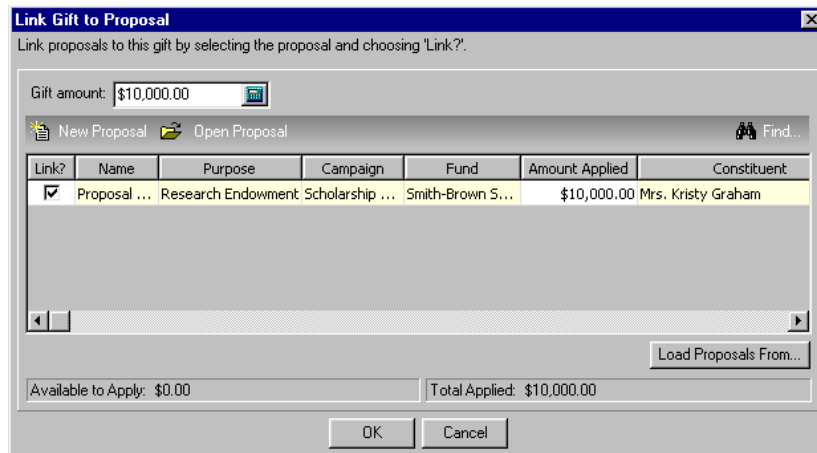 Link Gift to Proposal
Link proposals to this gift by selecting the proposal and choosing 'Link?'.
Gift amount: $10,000.00
New Proposal Open Proposal Find...
Link? Name Purpose Campaign Fund Amount Applied Constituent
Proposal ... Research Endowment Scholarship ... Smith-Brown S... $10,000.00 Mrs. Kristy Graham
Load Proposals From...
Available to Apply: $0.00 Total Applied: $10,000.00
OK Cancel